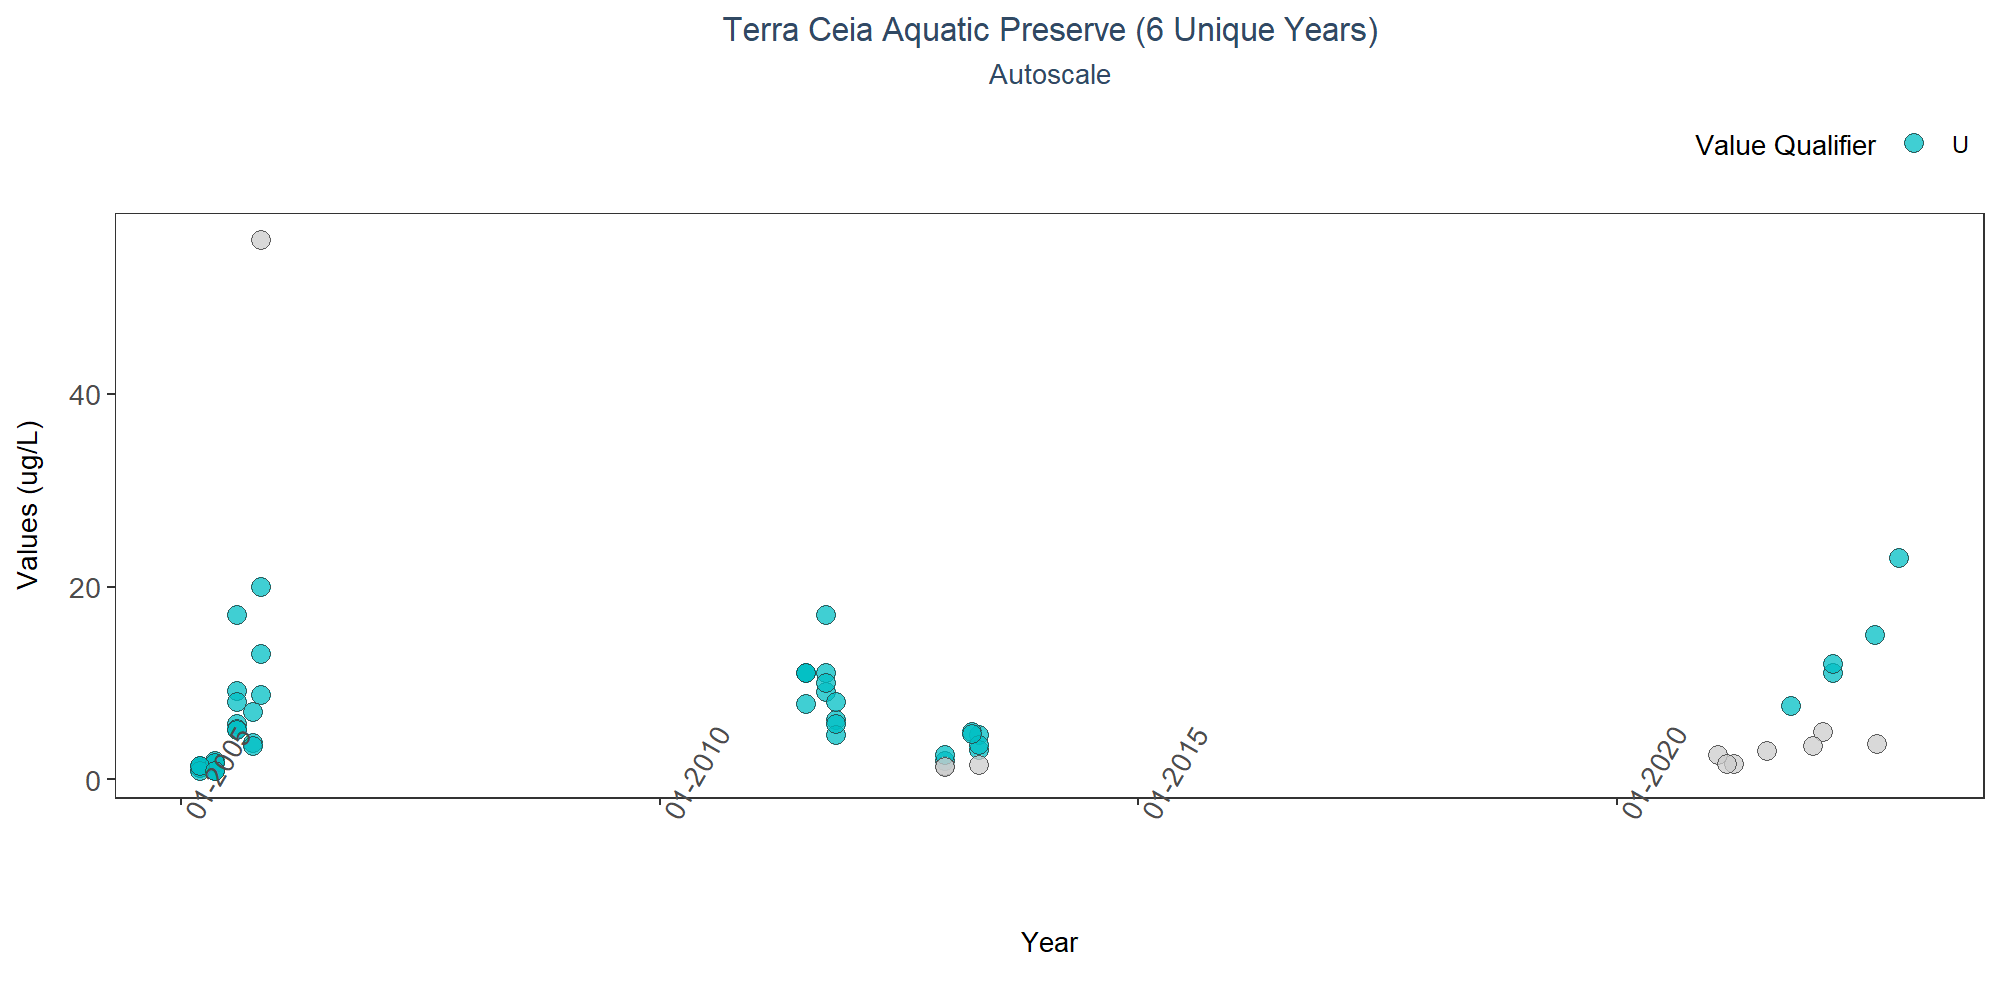 Terra Ceia Aquatic Preserve (6 Unique Years)
Autoscale
Value Qualifier U
Values (ug/L)
40
20
0
01-2005
01-2010
01-2015
01-2020
Year